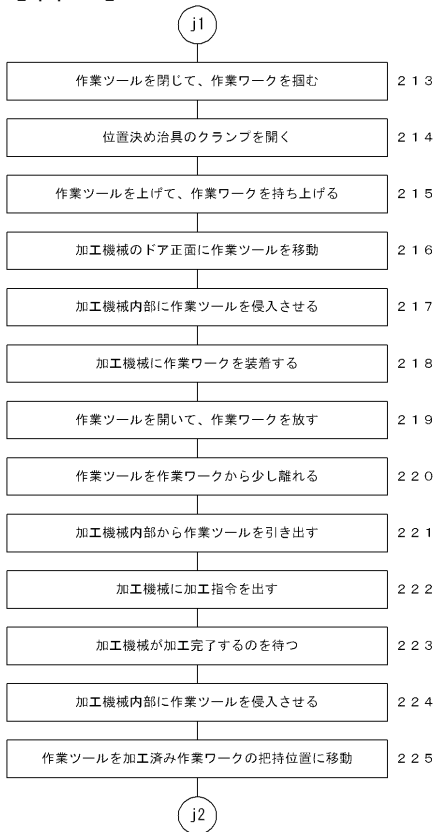 j1
作業ツールを閉じて、作業ワークを掴む 213
位置決め治具のクランプを開く 214
作業ツールを上げて、作業ワークを持ち上げる 215
加工機械のドア正面に作業ツールを移動 216
加工機械内部に作業ツールを侵入させる 217
加工機械に作業ワークを装着する 218
作業ツールを開いて、作業ワークを放す 219
作業ツールを作業ワークから少し離れる 220
加工機械内部から作業ツールを引き出す 221
加工機械に加工指令を出す 222
加工機械が加工完了するのを待つ 223
加工機械内部に作業ツールを侵入させる 224
作業ツールを加工済み作業ワークの把持位置に移動 225
j2